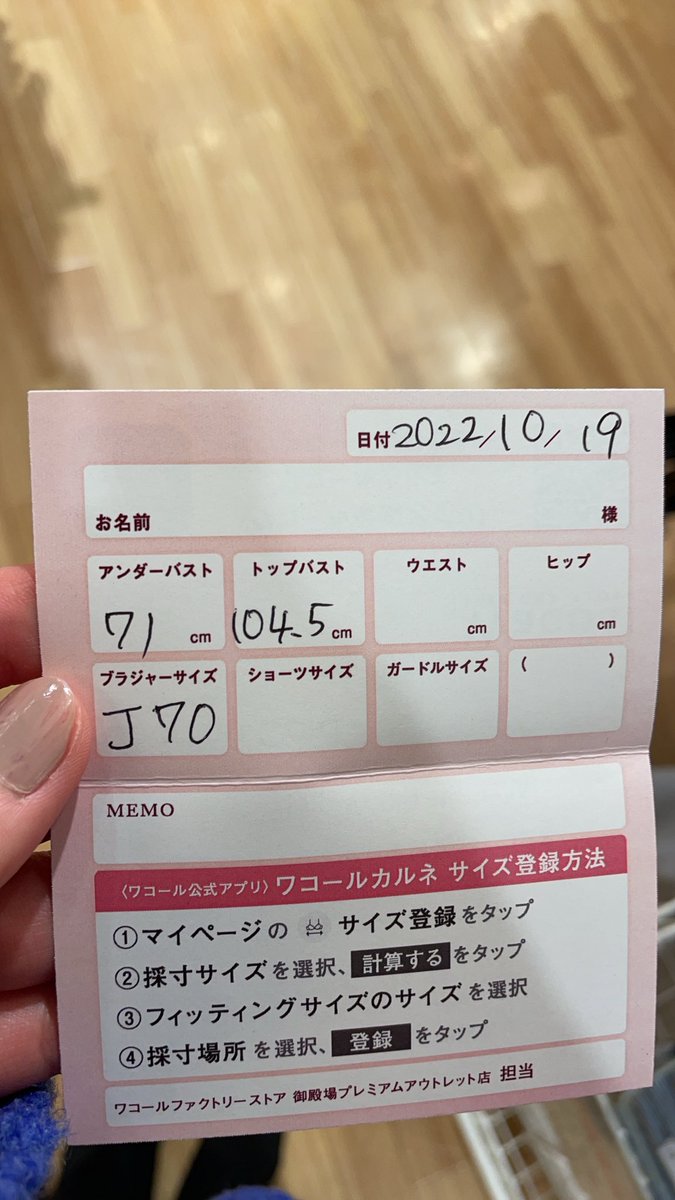 日付 2022/10/19
お名前 様
アンダーバスト トップバスト ウエスト ヒップ
71 cm 104.5 cm cm cm
ブラジャーサイズ ショーツサイズ ガードルサイズ ( )
J70
MEMO
〈ワコール公式アプリ〉ワコールカルネ サイズ登録方法
①マイページの サイズ登録をタップ
②採寸サイズを選択、計算するをタップ
③フィッティングサイズのサイズを選択
④採寸場所を選択、登録をタップ
ワコールファクトリーストア 御殿場プレミアムアウトレット店 担当